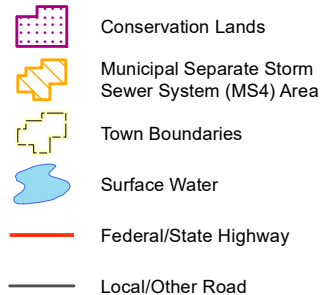 Conservation Lands
Municipal Separate Storm
Sewer System (MS4) Area
Town Boundaries
Surface Water
Federal/State Highway
Local/Other Road